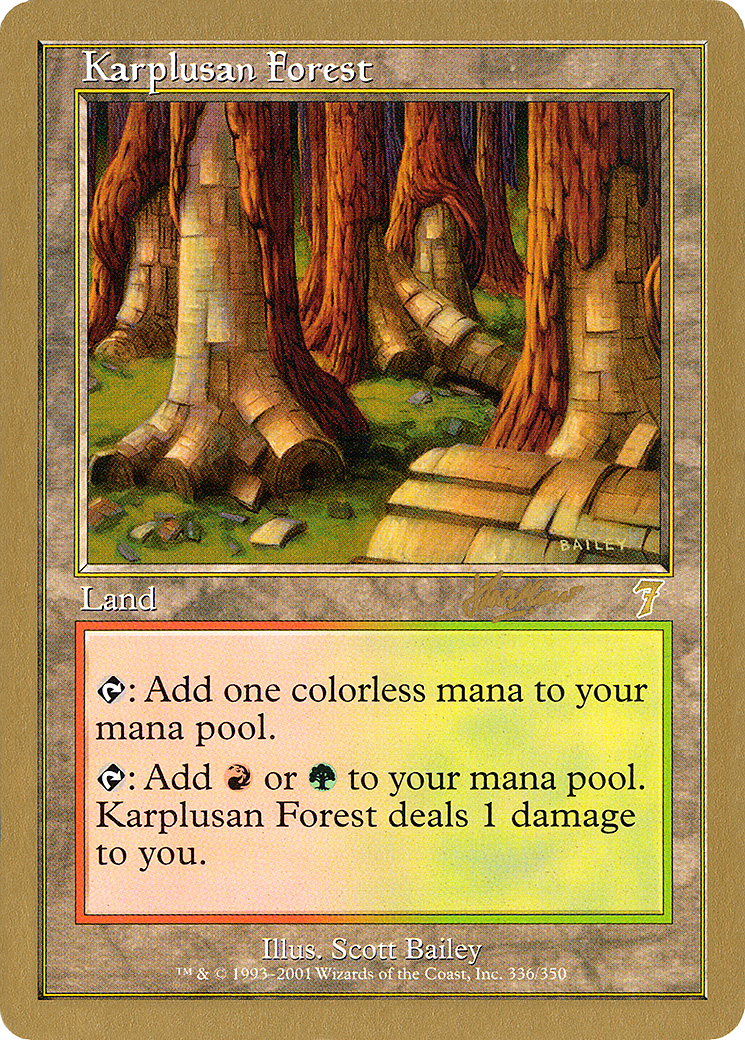 Karplusan Forest
BAILEY
Land
7
: Add one colorless mana to your
mana pool.
: Add or to your mana pool.
Karplusan Forest deals 1 damage
to you.
Illus. Scott Bailey
™ & © 1993-2001 Wizards of the Coast, Inc. 336/350